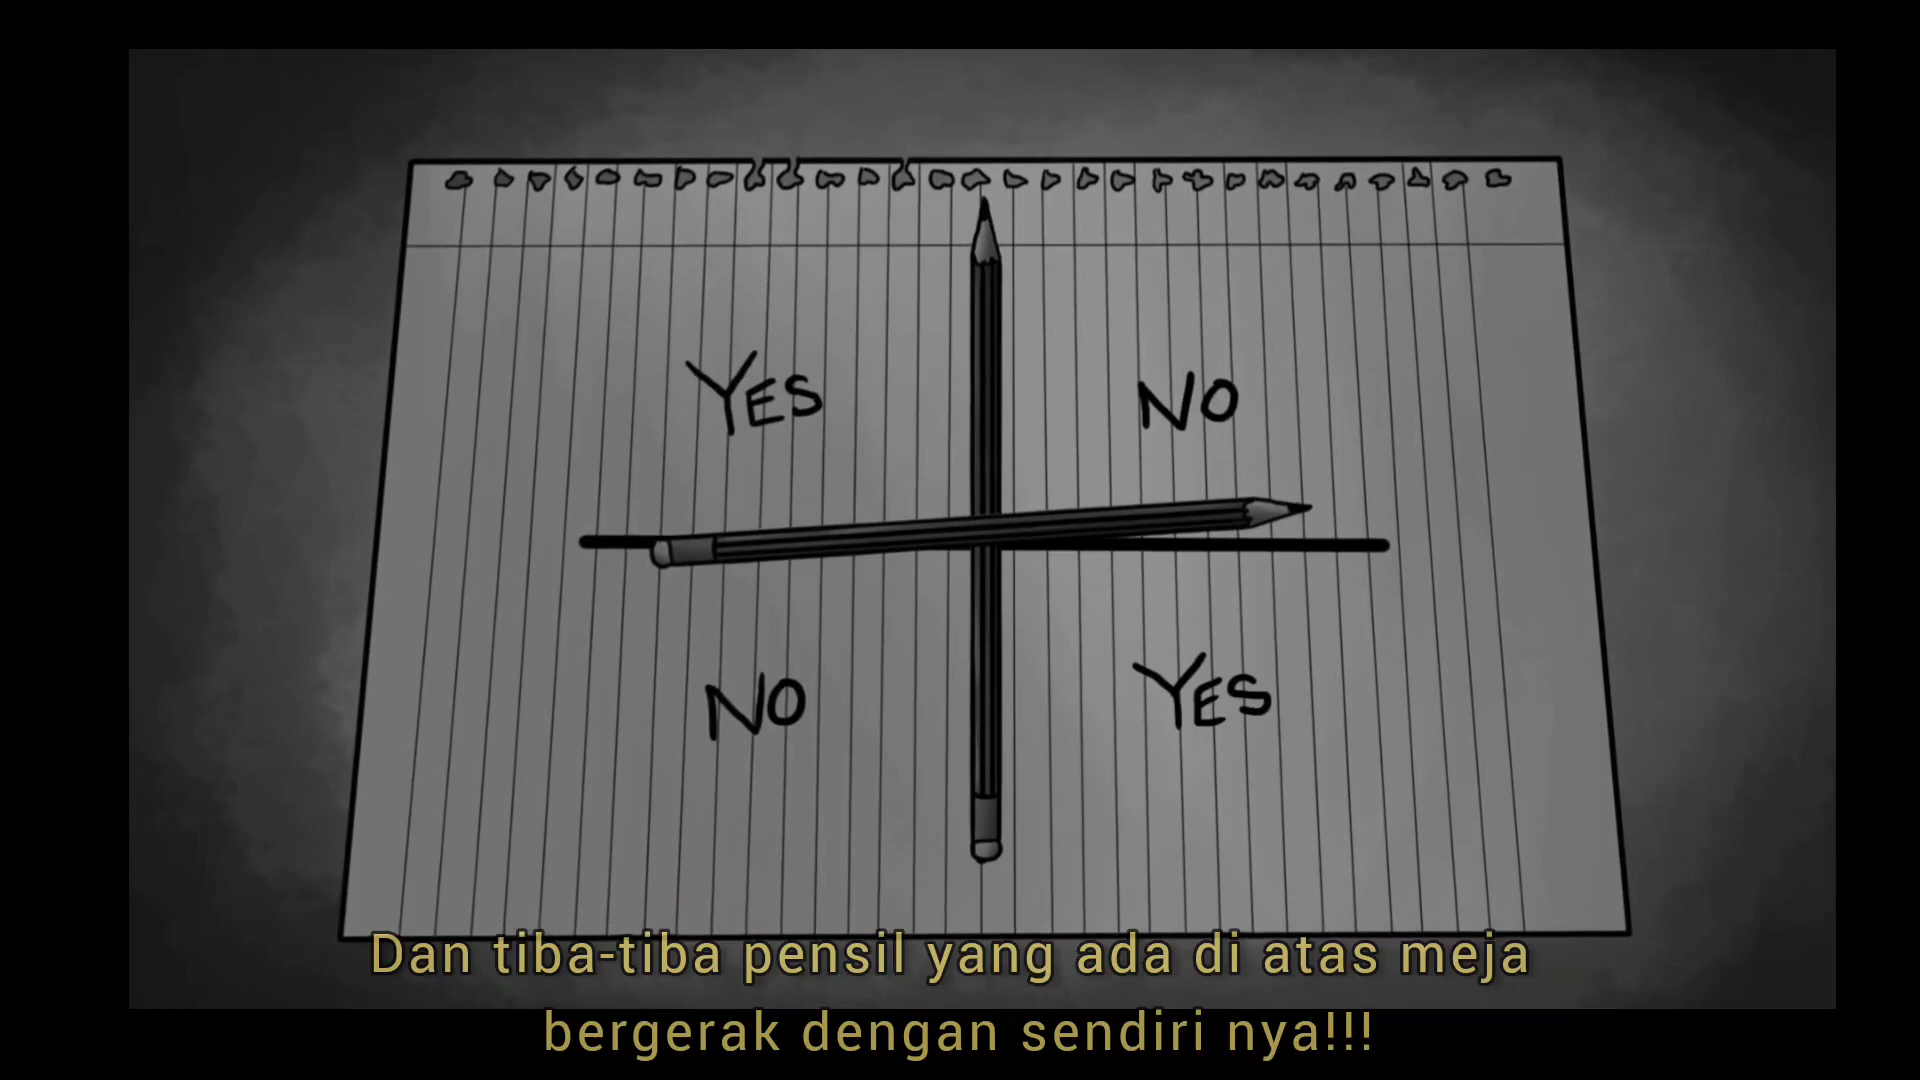 YES NO
NO YES
Dan tiba-tiba pensil yang ada di atas meja
bergerak dengan sendiri nya!!!